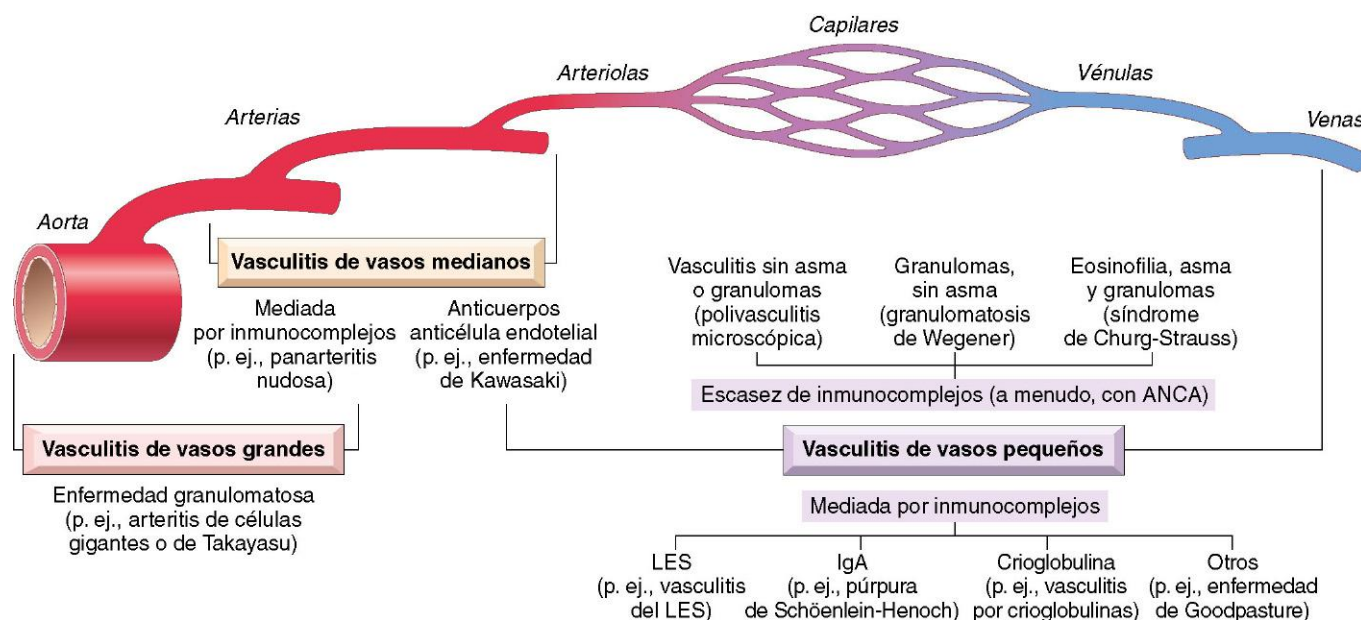 Capilares
Arteriolas
Vénulas
Arterias
Venas
Aorta
Vasculitis de vasos medianos
Mediada
por inmunocomplejos
(p. ej., panarteritis
nudosa)
Anticuerpos
anticélula endotelial
(p. ej., enfermedad
de Kawasaki)
Vasculitis sin asma
o granulomas
(polivasculitis
microscópica)
Granulomas,
sin asma
(granulomatosis
de Wegener)
Eosinofilia, asma
y granulomas
(síndrome
de Churg-Strauss)
Escasez de inmunocomplejos (a menudo, con ANCA)
Vasculitis de vasos grandes
Enfermedad granulomatosa
(p. ej., arteritis de células
gigantes o de Takayasu)
Vasculitis de vasos pequeños
Mediada por inmunocomplejos
LES
(p. ej., vasculitis
del LES)
IgA
(p. ej., púrpura
de Schöenlein-Henoch)
Crioglobulina
(p. ej., vasculitis
por crioglobulinas)
Otros
(p. ej., enfermedad
de Goodpasture)